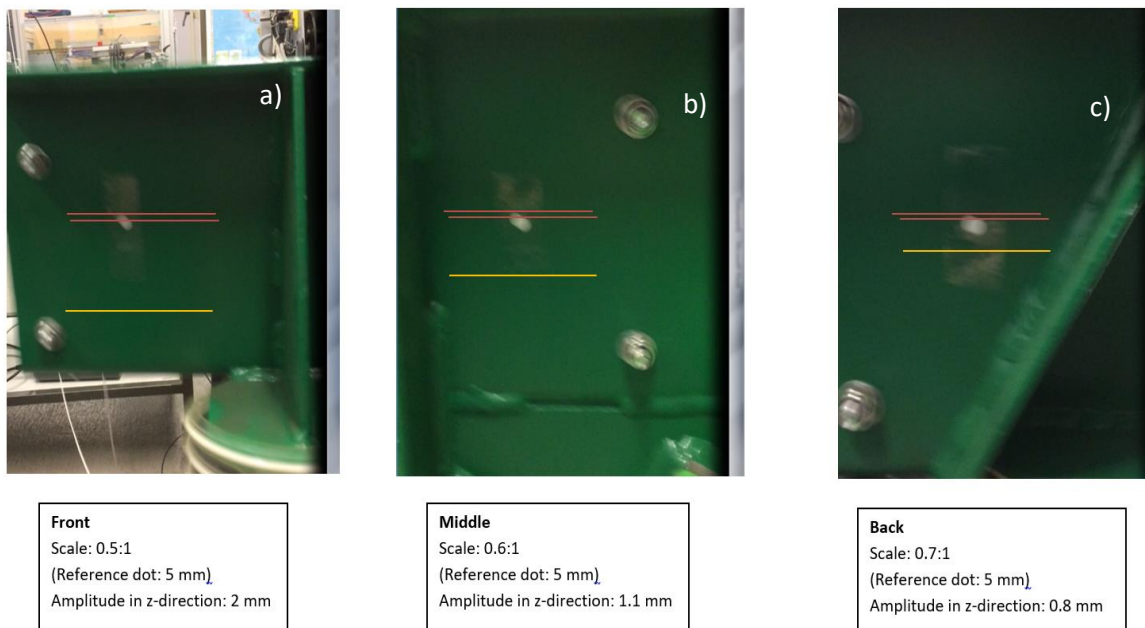 a)
b)
c)
Front
Scale: 0.5:1
(Reference dot: 5 mm)
Amplitude in z-direction: 2 mm
Middle
Scale: 0.6:1
(Reference dot: 5 mm)
Amplitude in z-direction: 1.1 mm
Back
Scale: 0.7:1
(Reference dot: 5 mm)
Amplitude in z-direction: 0.8 mm